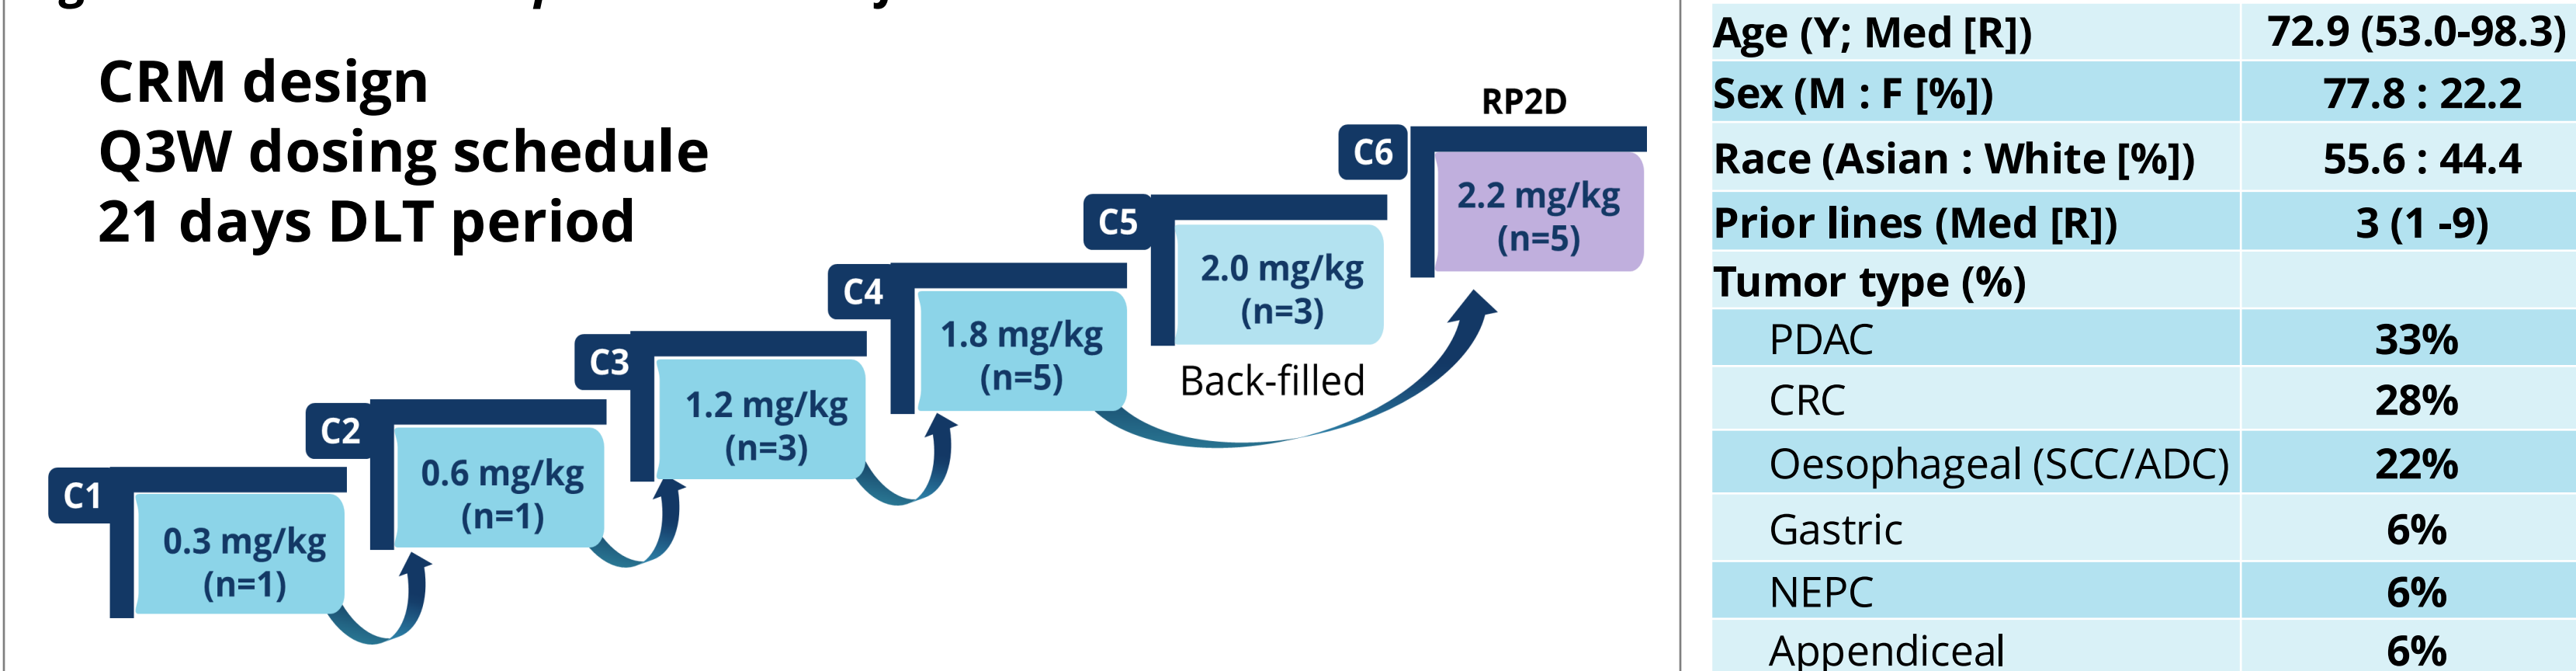 CRM design
Q3W dosing schedule
21 days DLT period
C1
0.3 mg/kg
(n=1)
C2
0.6 mg/kg
(n=1)
C3
1.2 mg/kg
(n=3)
C4
1.8 mg/kg
(n=5)
C5
2.0 mg/kg
(n=3)
Back-filled
RP2D
C6
2.2 mg/kg
(n=5)
Age (Y; Med [R]) 72.9 (53.0-98.3)
Sex (M : F [%]) 77.8 : 22.2
Race (Asian : White [%]) 55.6 : 44.4
Prior lines (Med [R]) 3 (1 -9)
Tumor type (%)
PDAC 33%
CRC 28%
Oesophageal (SCC/ADC) 22%
Gastric 6%
NEPC 6%
Appendiceal 6%